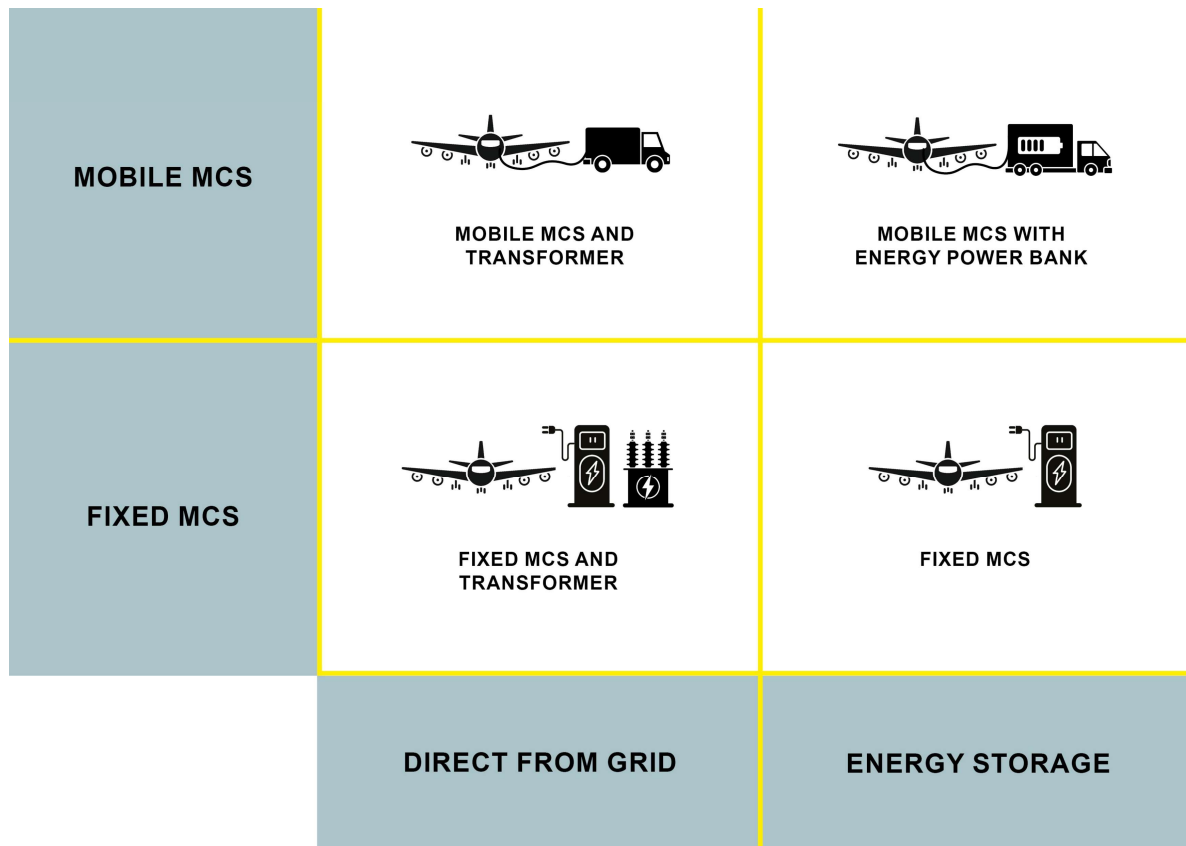 MOBILE MCS
MOBILE MCS AND
TRANSFORMER
MOBILE MCS WITH
ENERGY POWER BANK
FIXED MCS
FIXED MCS AND
TRANSFORMER
FIXED MCS
DIRECT FROM GRID
ENERGY STORAGE